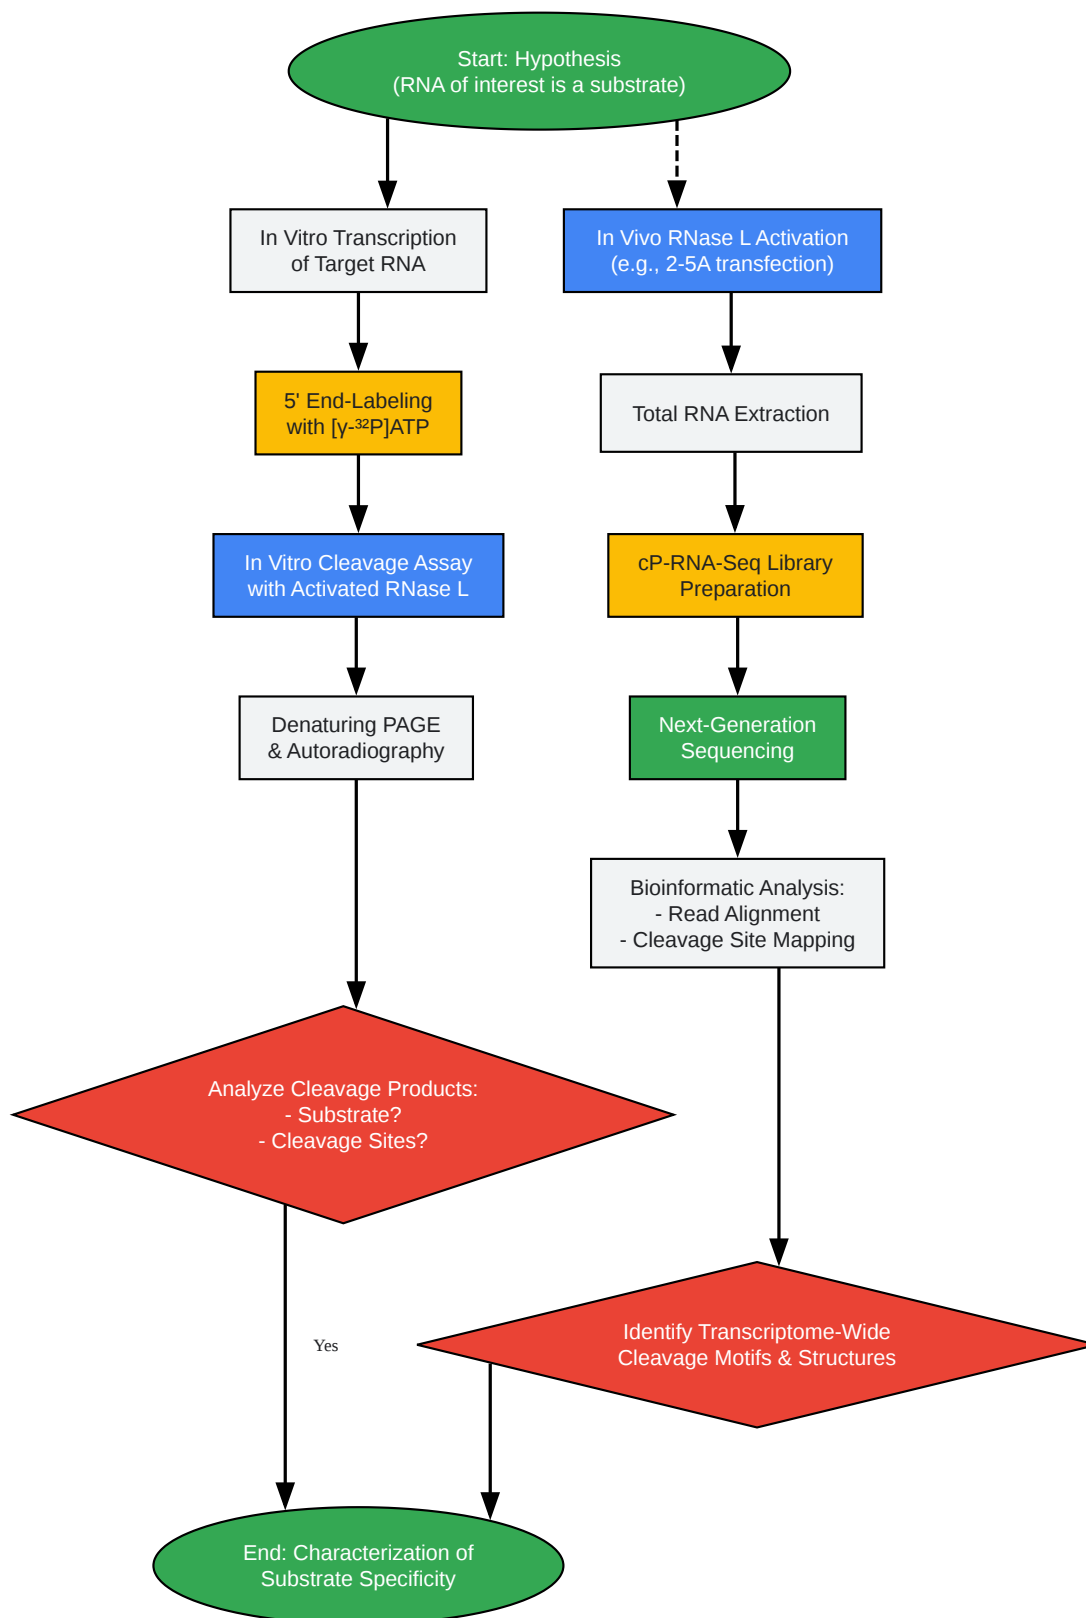 Start: Hypothesis
(RNA of interest is a substrate)
In Vitro Transcription
of Target RNA
In Vivo RNase L Activation
(e.g., 2-5A transfection)
5' End-Labeling
with [γ-³²P]ATP
Total RNA Extraction
In Vitro Cleavage Assay
with Activated RNase L
cP-RNA-Seq Library
Preparation
Denaturing PAGE
& Autoradiography
Next-Generation
Sequencing
Bioinformatic Analysis:
- Read Alignment
- Cleavage Site Mapping
Analyze Cleavage Products:
- Substrate?
- Cleavage Sites?
Identify Transcriptome-Wide
Cleavage Motifs & Structures
Yes
End: Characterization of
Substrate Specificity